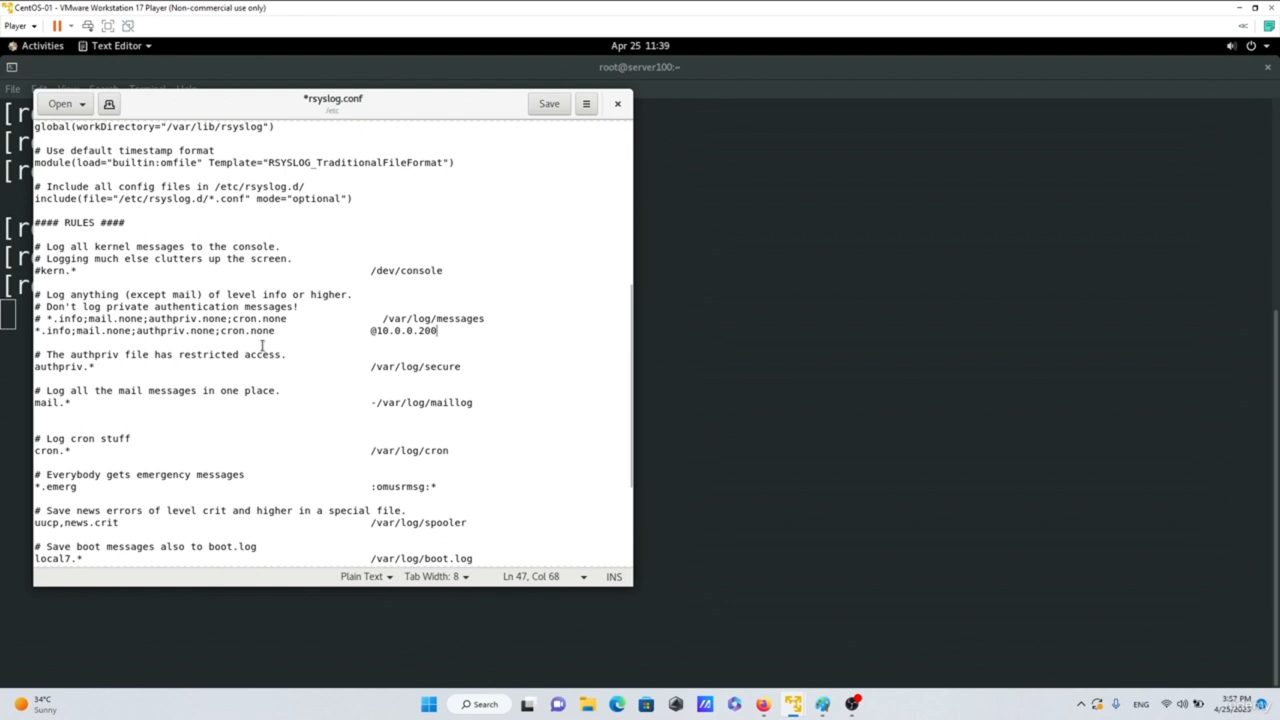 CentOS-01 - VMware Workstation 17 Player (Non-commercial use only)
Player
Activities Text Editor Apr 25 11:39
root@server100:~
File
Open *rsyslog.conf Save
/etc
global(workDirectory="/var/lib/rsyslog")
# Use default timestamp format
module(load="builtin:omfile" Template="RSYSLOG_TraditionalFileFormat")
# Include all config files in /etc/rsyslog.d/
include(file="/etc/rsyslog.d/*.conf" mode="optional")
#### RULES ####
# Log all kernel messages to the console.
# Logging much else clutters up the screen.
#kern.* /dev/console
# Log anything (except mail) of level info or higher.
# Don't log private authentication messages!
# *.info;mail.none;authpriv.none;cron.none /var/log/messages
*.info;mail.none;authpriv.none;cron.none @10.0.0.200
# The authpriv file has restricted access.
authpriv.* /var/log/secure
# Log all the mail messages in one place.
mail.* -/var/log/maillog
# Log cron stuff
cron.* /var/log/cron
# Everybody gets emergency messages
*.emerg :omusrmsg:*
# Save news errors of level crit and higher in a special file.
uucp,news.crit /var/log/spooler
# Save boot messages also to boot.log
local7.* /var/log/boot.log
Plain Text Tab Width: 8 Ln 47, Col 68 INS
[r
[r
[r
[r
[r
[r
34°C
Sunny
Search
ENG
3:57 PM
4/25/2023